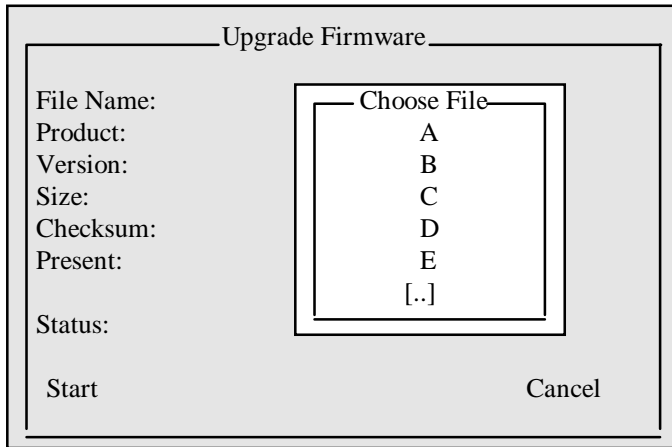 Upgrade Firmware
File Name:
Choose File
Product:
A
Version:
B
Size:
C
Checksum:
D
Present:
E
[..]
Status:
Start
Cancel